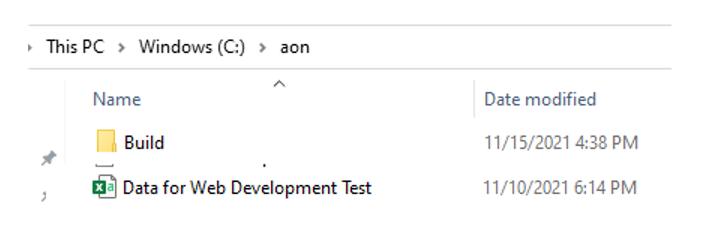 This PC > Windows (C:) > aon
Name Date modified
Build 11/15/2021 4:38 PM
Data for Web Development Test 11/10/2021 6:14 PM